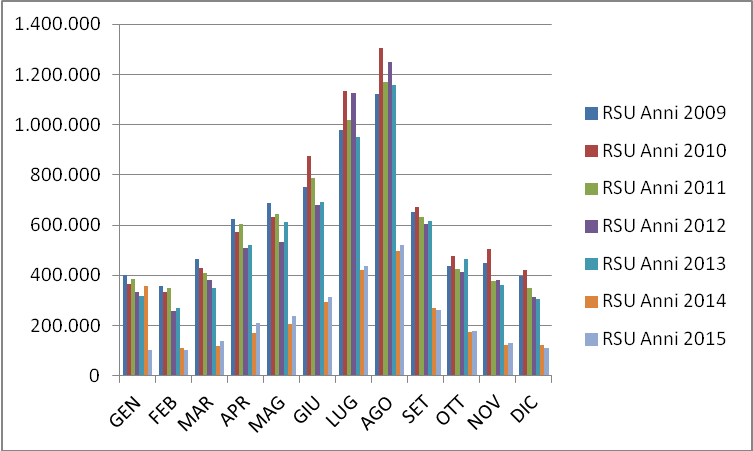 1.400.000
1.200.000
1.000.000
800.000
600.000
400.000
200.000
0
GEN FEB MAR APR MAG GIU LUG AGO SET OTT NOV DIC
RSU Anni 2009
RSU Anni 2010
RSU Anni 2011
RSU Anni 2012
RSU Anni 2013
RSU Anni 2014
RSU Anni 2015